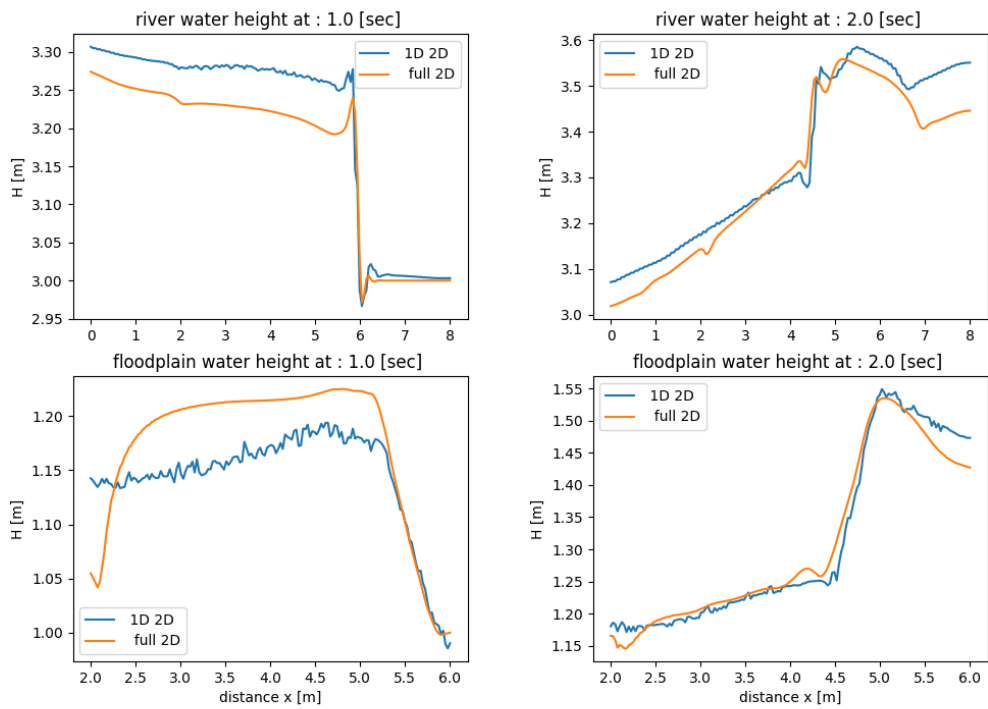 river water height at : 1.0 [sec]
H [m]
3.30
3.25
3.20
3.15
3.10
3.05
3.00
2.95
1D 2D
full 2D
0 1 2 3 4 5 6 7 8
river water height at : 2.0 [sec]
H [m]
3.6
3.5
3.4
3.3
3.2
3.1
3.0
1D 2D
full 2D
0 1 2 3 4 5 6 7 8
floodplain water height at : 1.0 [sec]
H [m]
1.20
1.15
1.10
1.05
1.00
1D 2D
full 2D
2.0 2.5 3.0 3.5 4.0 4.5 5.0 5.5 6.0
distance x [m]
floodplain water height at : 2.0 [sec]
H [m]
1.55
1.50
1.45
1.40
1.35
1.30
1.25
1.20
1.15
1D 2D
full 2D
2.0 2.5 3.0 3.5 4.0 4.5 5.0 5.5 6.0
distance x [m]